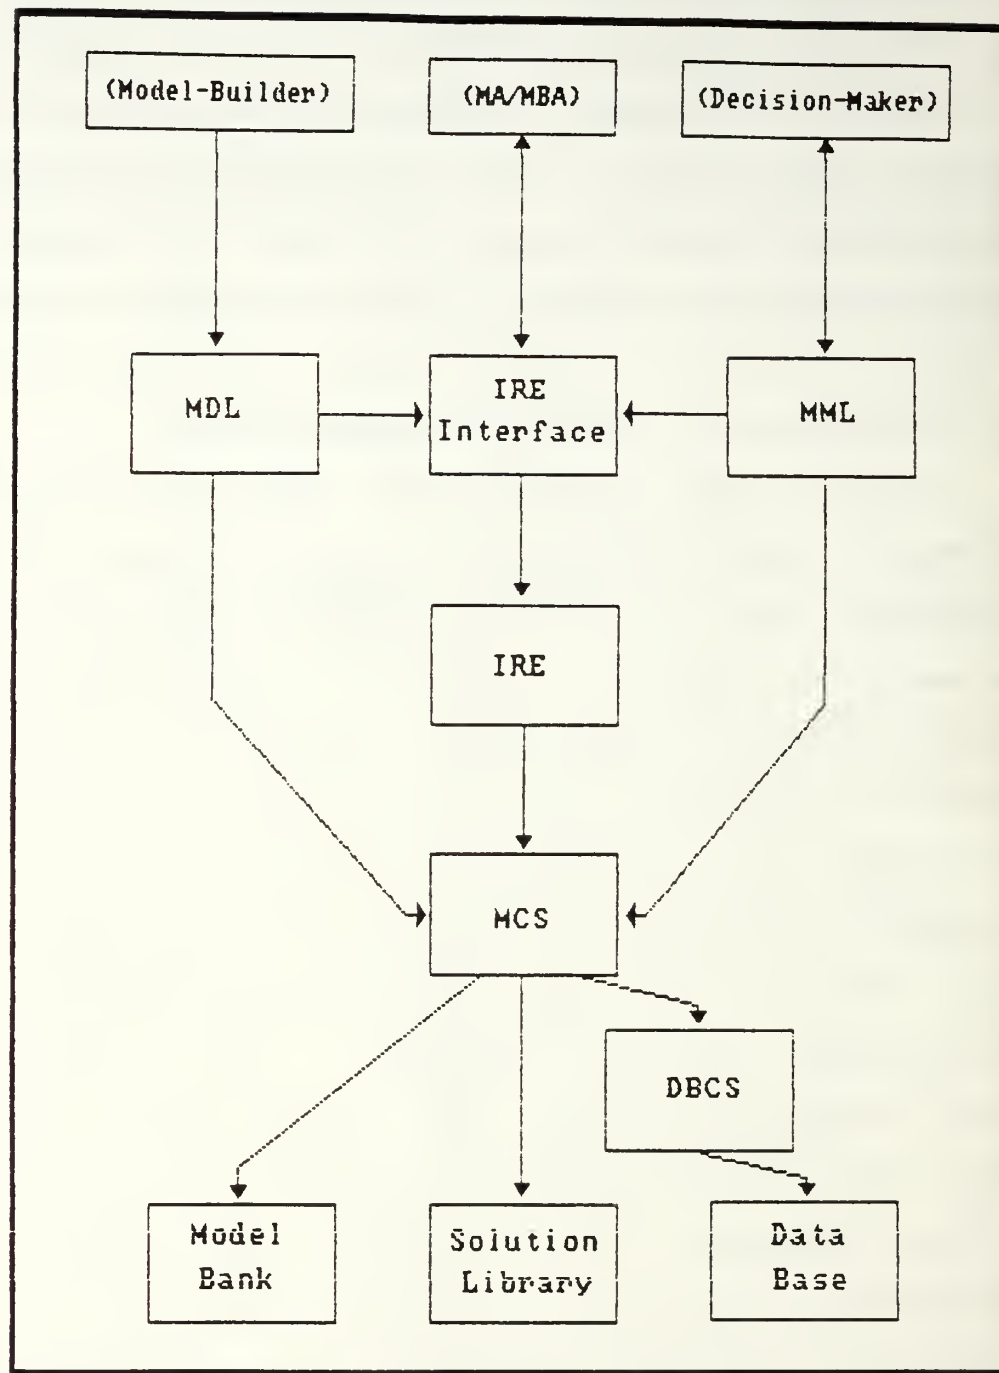 (Model-Builder)
(MA/MBA)
(Decision-Maker)
MDL
IRE
Interface
MML
IRE
MCS
DBCS
Model
Bank
Solution
Library
Data
Base